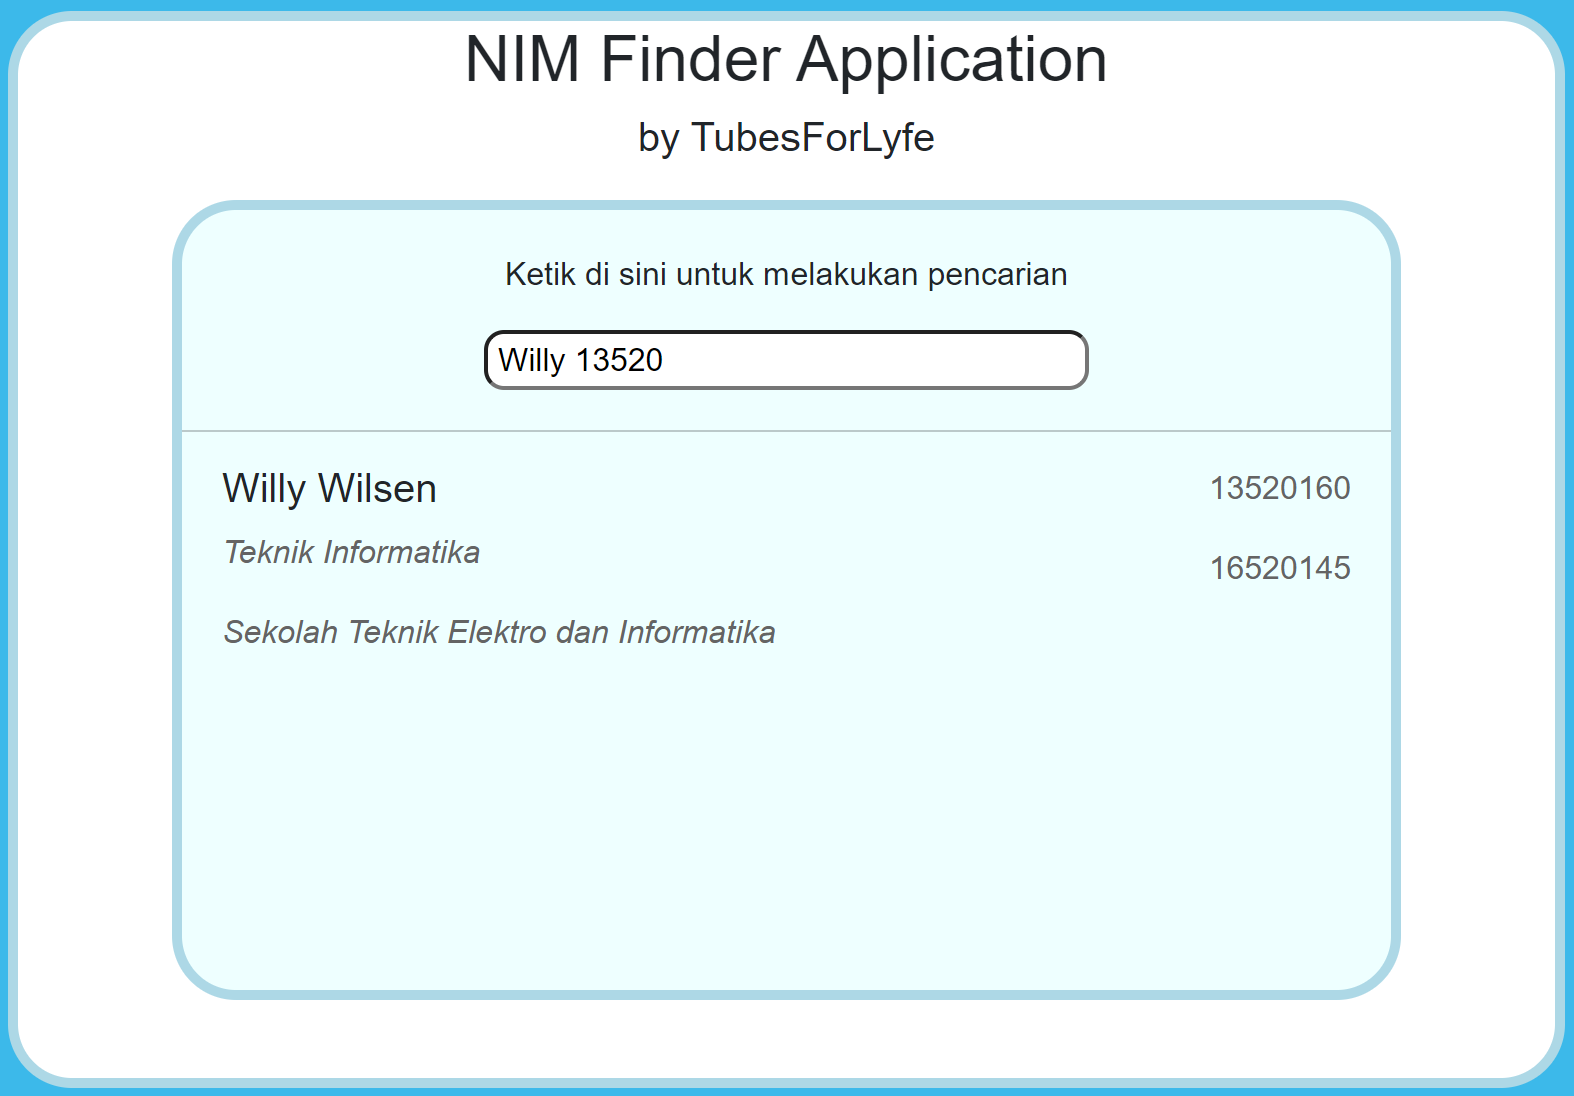 NIM Finder Application
by TubesForLyfe
Ketik di sini untuk melakukan pencarian
Willy 13520
Willy Wilsen
13520160
Teknik Informatika
16520145
Sekolah Teknik Elektro dan Informatika